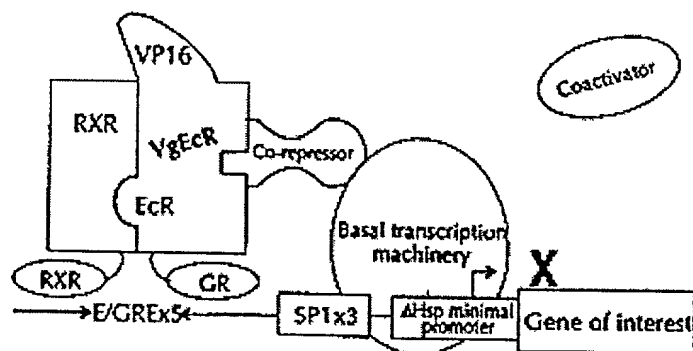 VP16
Coactivator
RXR
VgEcR
Co-repressor
EcR
Basal transcription
machinery
X
RXR
GR
E/GREx5
SP1x3
ΔHsp minimal
promoter
Gene of interest